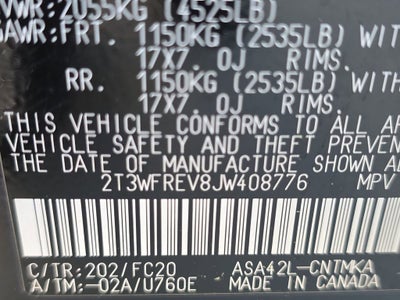 VWR:2055KG (4525LB)
GAWR:FRT. 1150KG (2535LB) WITH
17X7.0J RIMS.
RR. 1150KG (2535LB) WITH
17X7.0J RIMS.
THIS VEHICLE CONFORMS TO ALL AP
VEHICLE SAFETY AND THEFT PREVEN
THE DATE OF MANUFACTURE SHOWN AB
2T3WFREV8JW408776 MPV
C/TR:202/FC20 ASA42L-CNTMKA
A/TM:-02A/U760E MADE IN CANADA